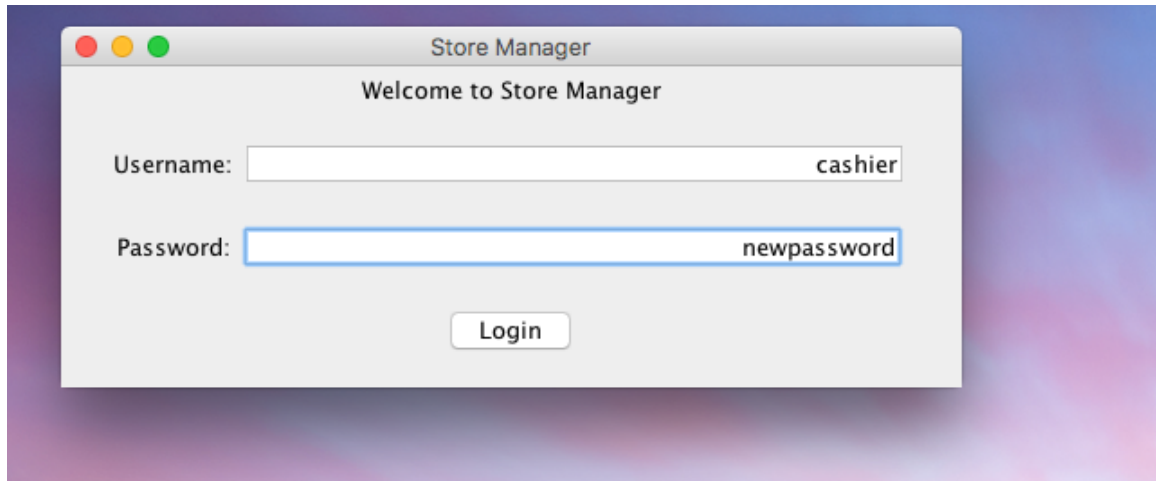 Store Manager
Welcome to Store Manager
Username: cashier
Password: newpassword
Login